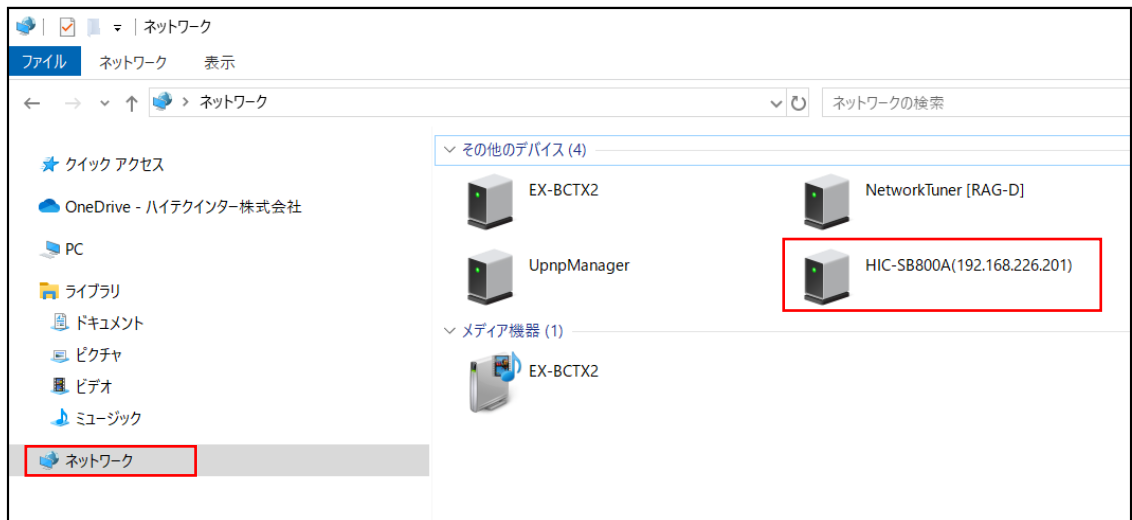 ネットワーク
ファイル ネットワーク 表示
ネットワーク ネットワークの検索
クイック アクセス
OneDrive - ハイテクインター株式会社
PC
ライブラリ
ドキュメント
ピクチャ
ビデオ
ミュージック
ネットワーク
その他のデバイス (4)
EX-BCTX2 NetworkTuner [RAG-D]
UpnpManager HIC-SB800A(192.168.226.201)
メディア機器 (1)
EX-BCTX2